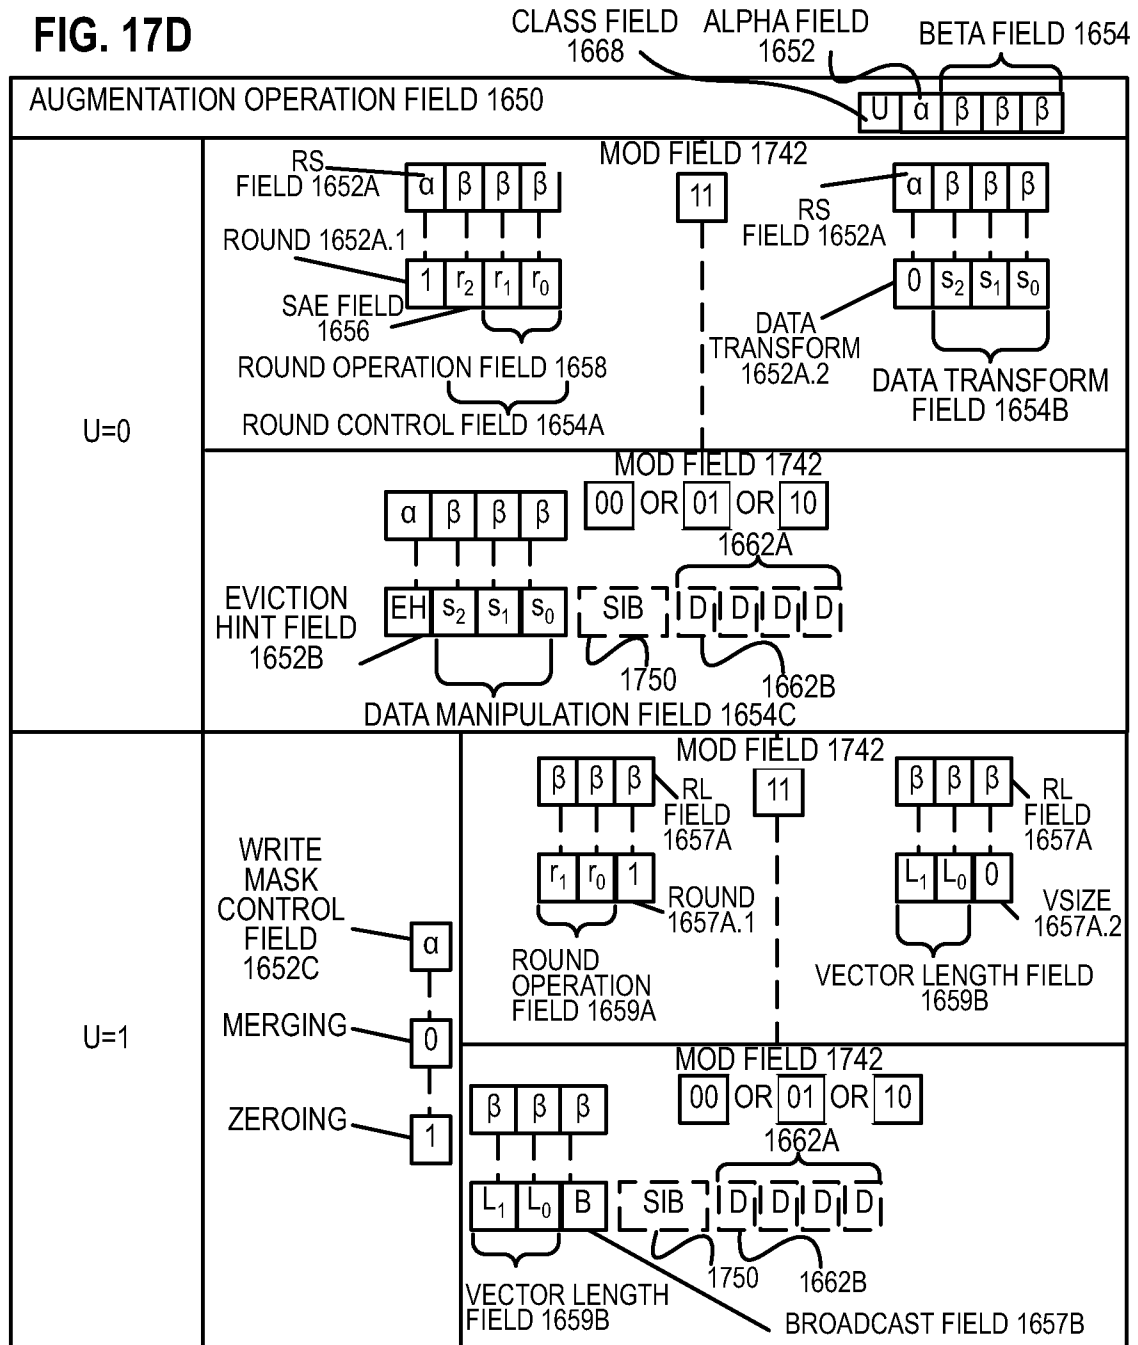 FIG. 17D
CLASS FIELD
1668
ALPHA FIELD
1652
BETA FIELD 1654
AUGMENTATION OPERATION FIELD 1650
U α β β β
U=0
RS
FIELD 1652A
α β β β
MOD FIELD 1742
11
α β β β
RS
FIELD 1652A
ROUND 1652A.1
1 r2 r1 r0
0 s2 s1 s0
SAE FIELD
1656
ROUND OPERATION FIELD 1658
ROUND CONTROL FIELD 1654A
DATA
TRANSFORM
1652A.2
DATA TRANSFORM
FIELD 1654B
MOD FIELD 1742
00 OR 01 OR 10
α β β β
1662A
EVICTION
HINT FIELD
1652B
EH s2 s1 s0
SIB
D D D D
1750
1662B
DATA MANIPULATION FIELD 1654C
U=1
WRITE
MASK
CONTROL
FIELD
1652C
α
MERGING
0
ZEROING
1
MOD FIELD 1742
11
β β β
RL
FIELD
1657A
r1 r0 1
ROUND
1657A.1
ROUND
OPERATION
FIELD 1659A
β β β
RL
FIELD
1657A
L1 L0 0
VSIZE
1657A.2
VECTOR LENGTH FIELD
1659B
MOD FIELD 1742
00 OR 01 OR 10
β β β
1662A
L1 L0 B
SIB
D D D D
1750
1662B
VECTOR LENGTH
FIELD 1659B
BROADCAST FIELD 1657B